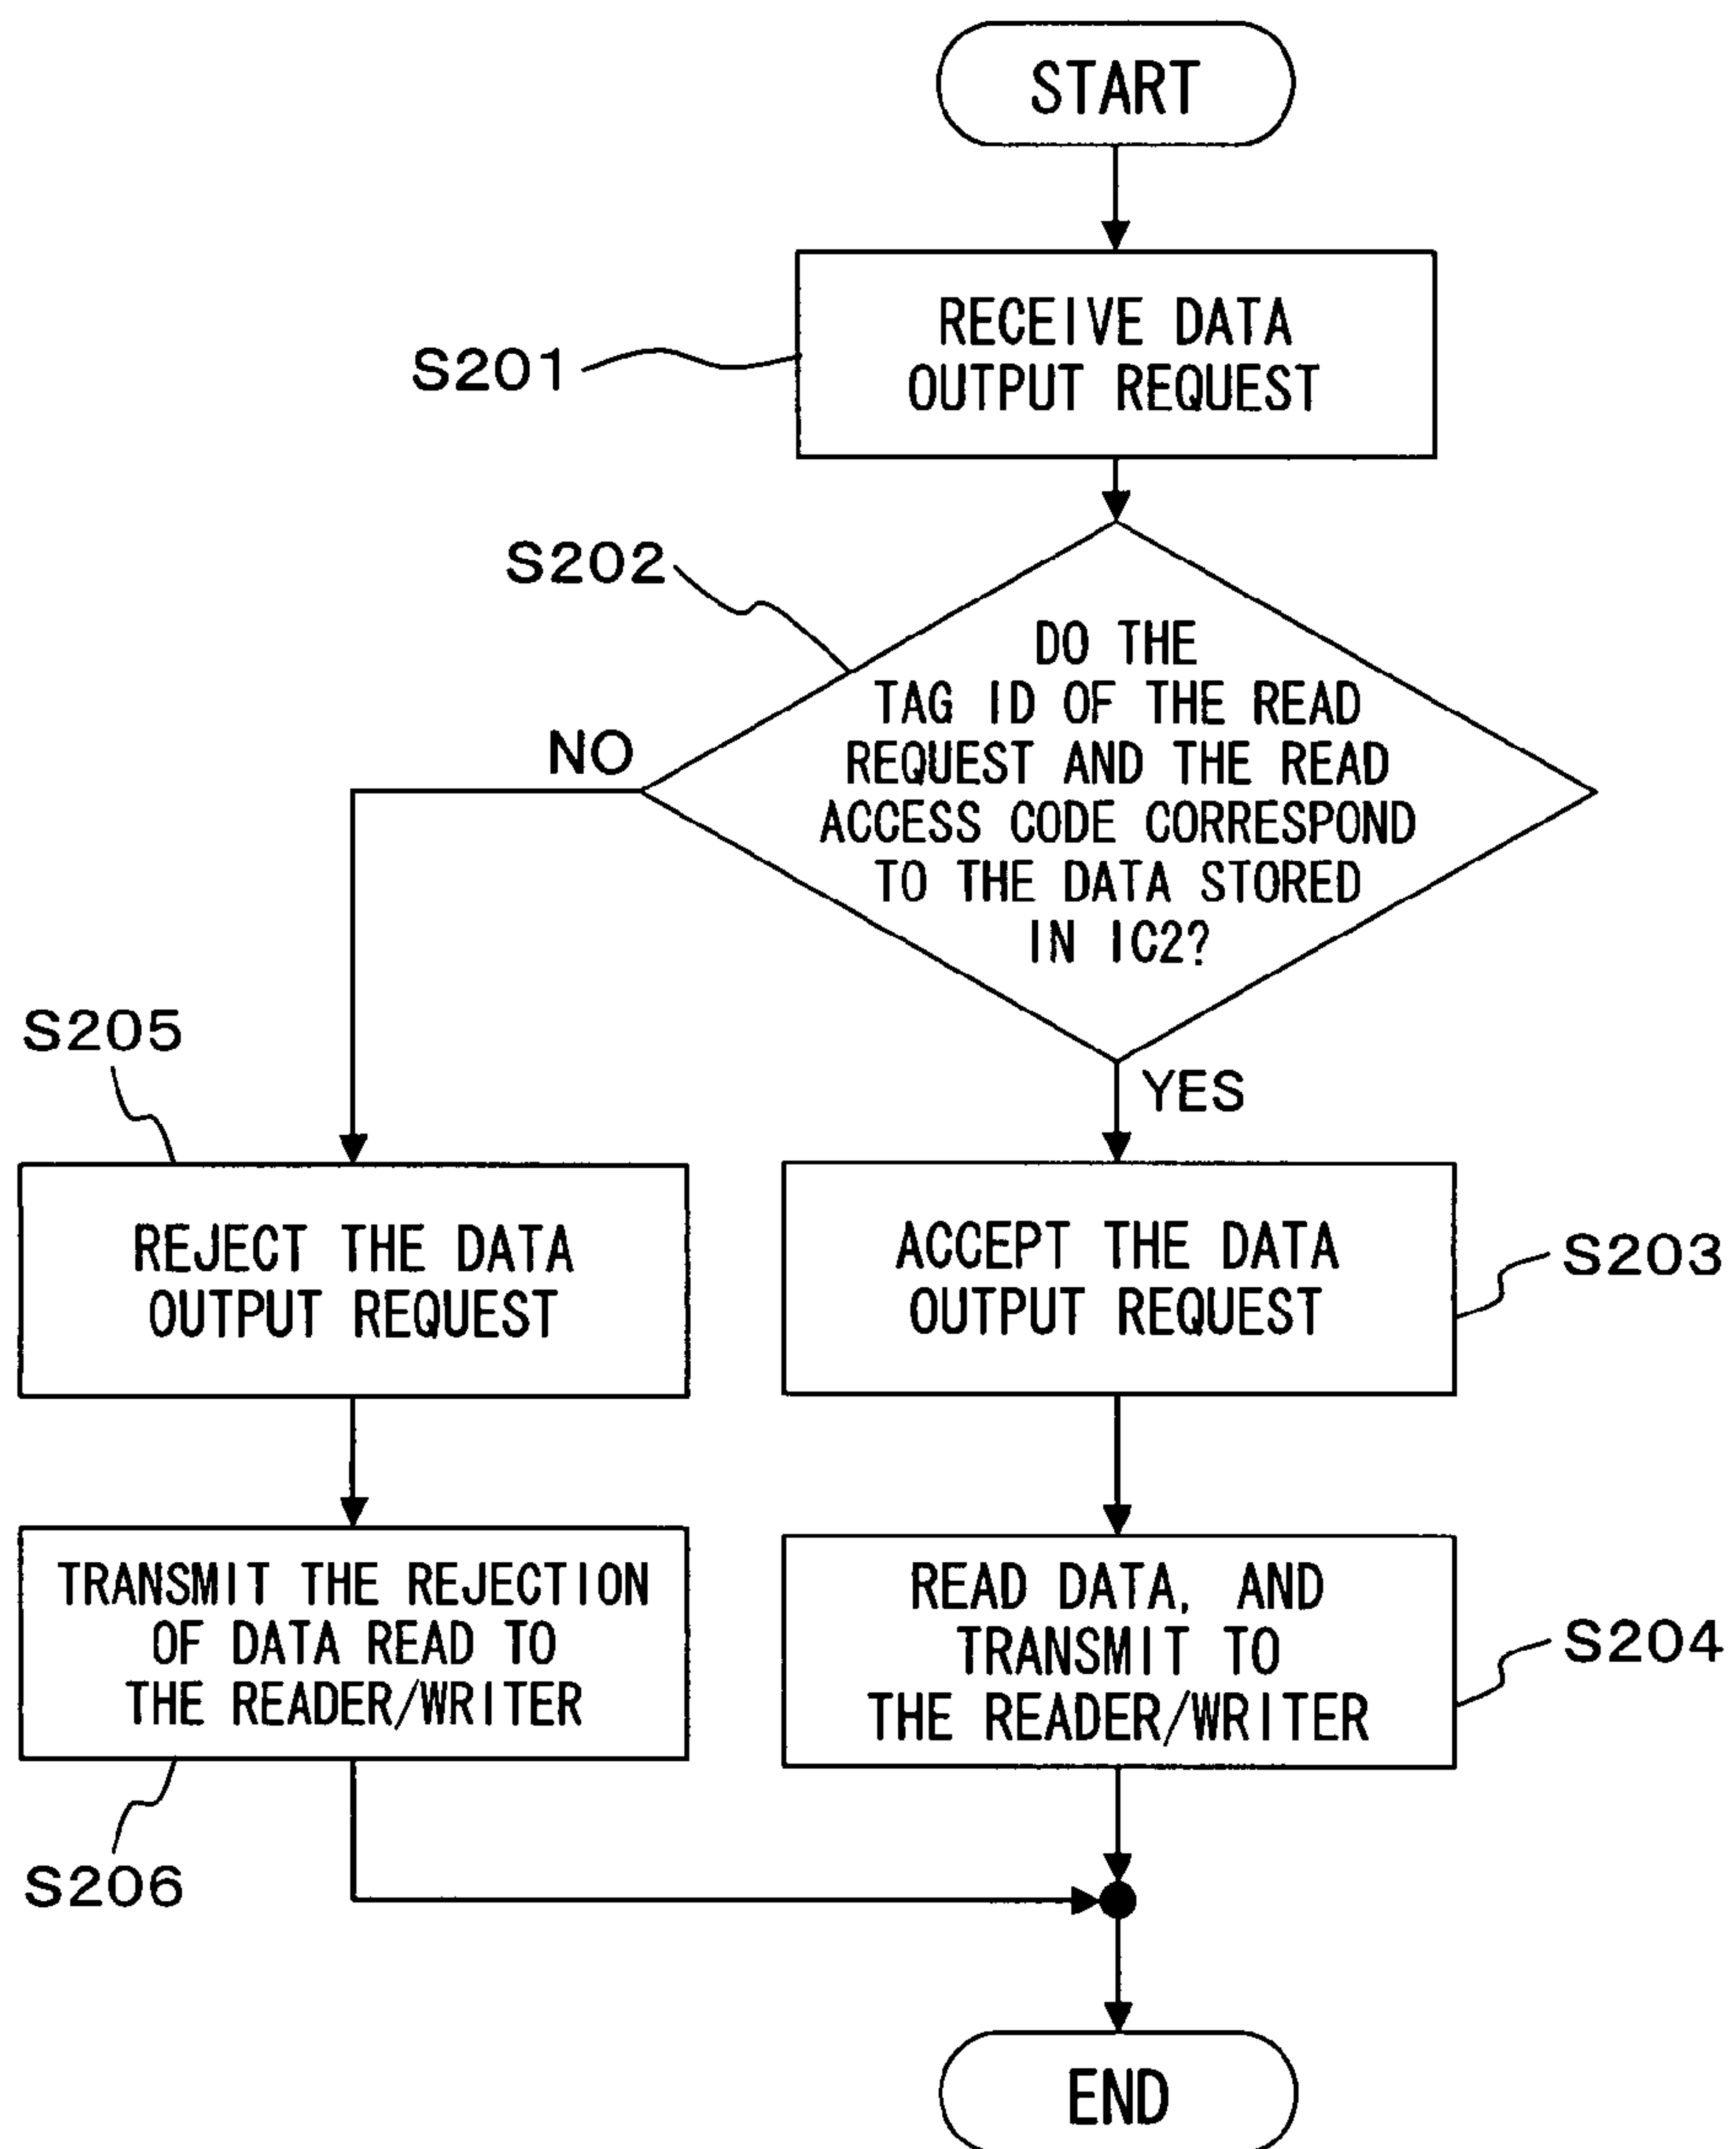 START
RECEIVE DATA
OUTPUT REQUEST
S201
S202
DO THE
TAG ID OF THE READ
REQUEST AND THE READ
ACCESS CODE CORRESPOND
TO THE DATA STORED
IN IC2?
NO
YES
S205
REJECT THE DATA
OUTPUT REQUEST
ACCEPT THE DATA
OUTPUT REQUEST
S203
TRANSMIT THE REJECTION
OF DATA READ TO
THE READER/WRITER
S206
READ DATA, AND
TRANSMIT TO
THE READER/WRITER
S204
END